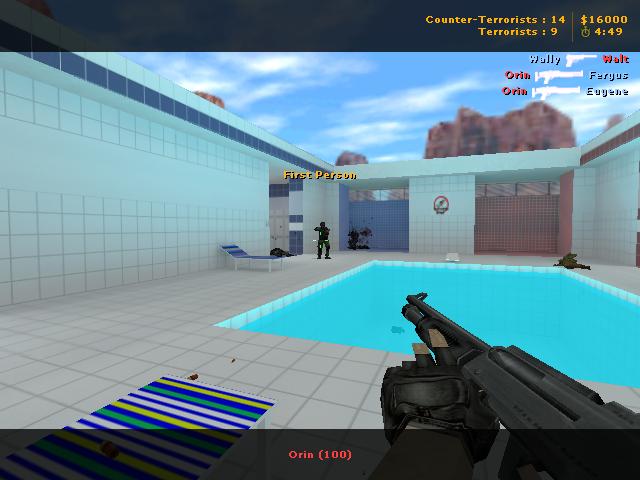 Counter-Terrorists : 14 $16000
Terrorists : 9 4:49
Wally Walt
Orin Fergus
Orin Eugene
First Person
Orin (100)